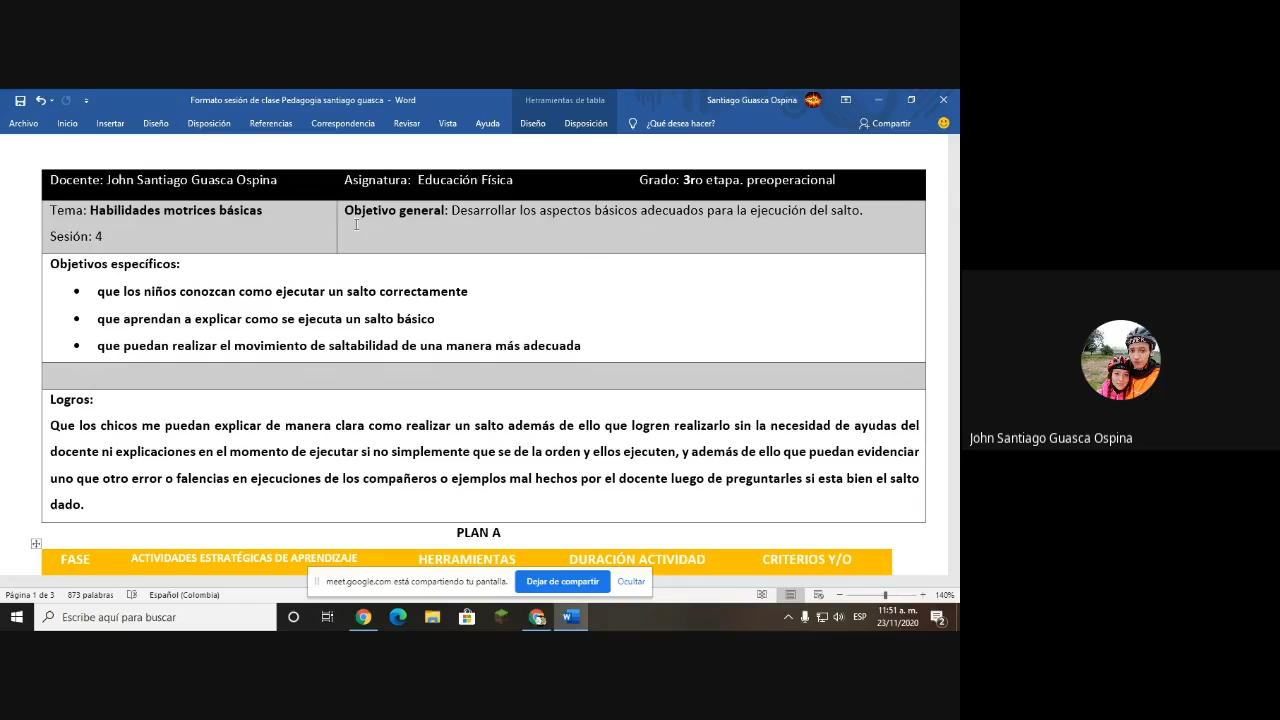 Formato sesión de clase Pedagogia santiago guasca - Word
Herramientas de tabla
Santiago Guasca Ospina
Archivo Inicio Insertar Diseño Disposición Referencias Correspondencia Revisar Vista Ayuda Diseño Disposición ¿Qué desea hacer? Compartir
Docente: John Santiago Guasca Ospina Asignatura: Educación Física Grado: 3ro etapa. preoperacional
Tema: Habilidades motrices básicas
Sesión: 4
Objetivo general: Desarrollar los aspectos básicos adecuados para la ejecución del salto.
Objetivos específicos:
• que los niños conozcan como ejecutar un salto correctamente
• que aprendan a explicar como se ejecuta un salto básico
• que puedan realizar el movimiento de saltabilidad de una manera más adecuada
Logros:
Que los chicos me puedan explicar de manera clara como realizar un salto además de ello que logren realizarlo sin la necesidad de ayudas del
docente ni explicaciones en el momento de ejecutar si no simplemente que se de la orden y ellos ejecuten, y además de ello que puedan evidenciar
uno que otro error o falencias en ejecuciones de los compañeros o ejemplos mal hechos por el docente luego de preguntarles si esta bien el salto
dado.
PLAN A
FASE ACTIVIDADES ESTRATÉGICAS DE APRENDIZAJE HERRAMIENTAS DURACIÓN ACTIVIDAD CRITERIOS Y/O
meet.google.com está compartiendo tu pantalla. Dejar de compartir Ocultar
Página 1 de 3 873 palabras Español (Colombia) 140%
Escribe aquí para buscar
ESP
11:51 a. m.
23/11/2020
2
John Santiago Guasca Ospina